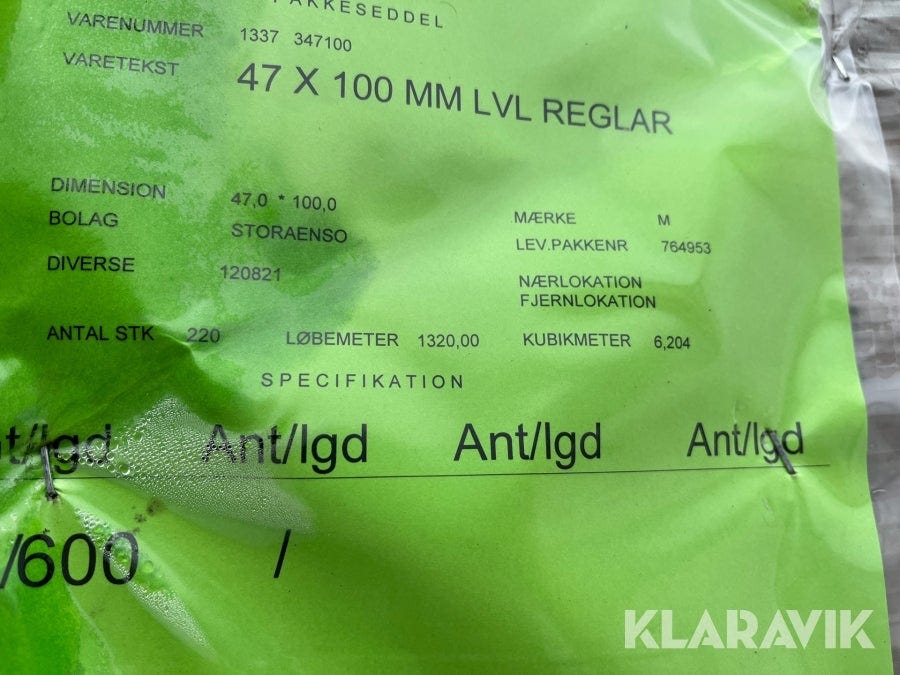 PAKKESEDDEL
VARENUMMER 1337 347100
VARETEKST 47 X 100 MM LVL REGLAR
DIMENSION 47,0 * 100,0
BOLAG STORAENSO MÆRKE M
LEV.PAKKENR 764953
DIVERSE 120821
NÆRLOKATION
FJERNLOKATION
ANTAL STK 220 LØBEMETER 1320,00 KUBIKMETER 6,204
SPECIFIKATION
nt/lgd Ant/lgd Ant/lgd Ant/lgd
/600 /
KLARAVIK